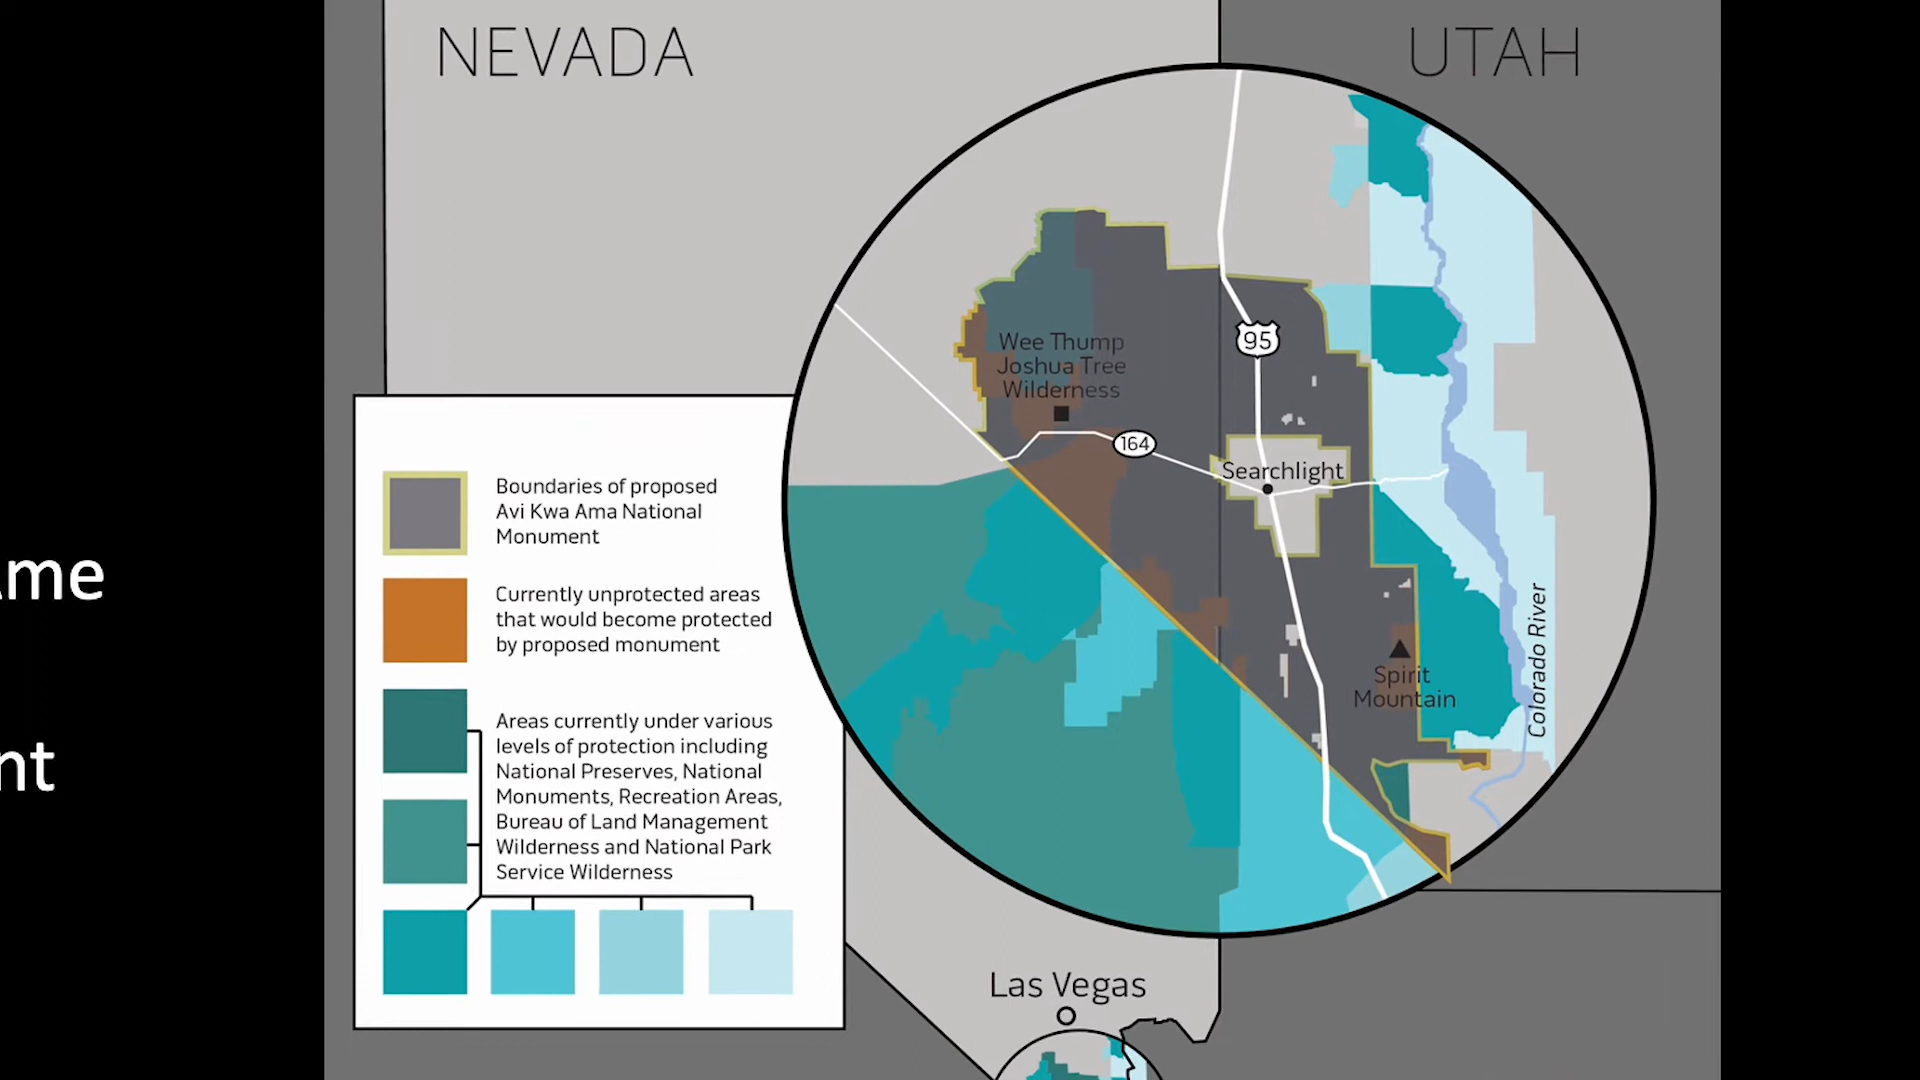 NEVADA
UTAH
Wee Thump
Joshua Tree
Wilderness
95
164
Searchlight
Spirit
Mountain
Colorado River
Boundaries of proposed
Avi Kwa Ama National
Monument
Currently unprotected areas
that would become protected
by proposed monument
Areas currently under various
levels of protection including
National Preserves, National
Monuments, Recreation Areas,
Bureau of Land Management
Wilderness and National Park
Service Wilderness
Las Vegas
nt